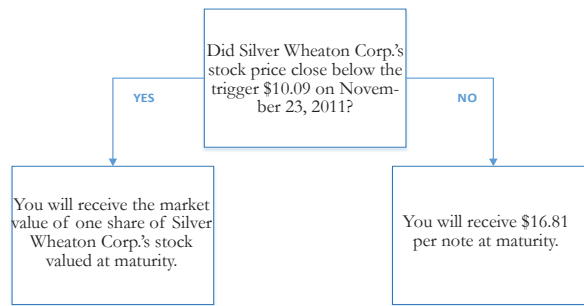 Did Silver Wheaton Corp.'s
stock price close below the
trigger $10.09 on Novem-
ber 23, 2011?
YES
NO
You will receive the market
value of one share of Silver
Wheaton Corp.'s stock
valued at maturity.
You will receive $16.81
per note at maturity.